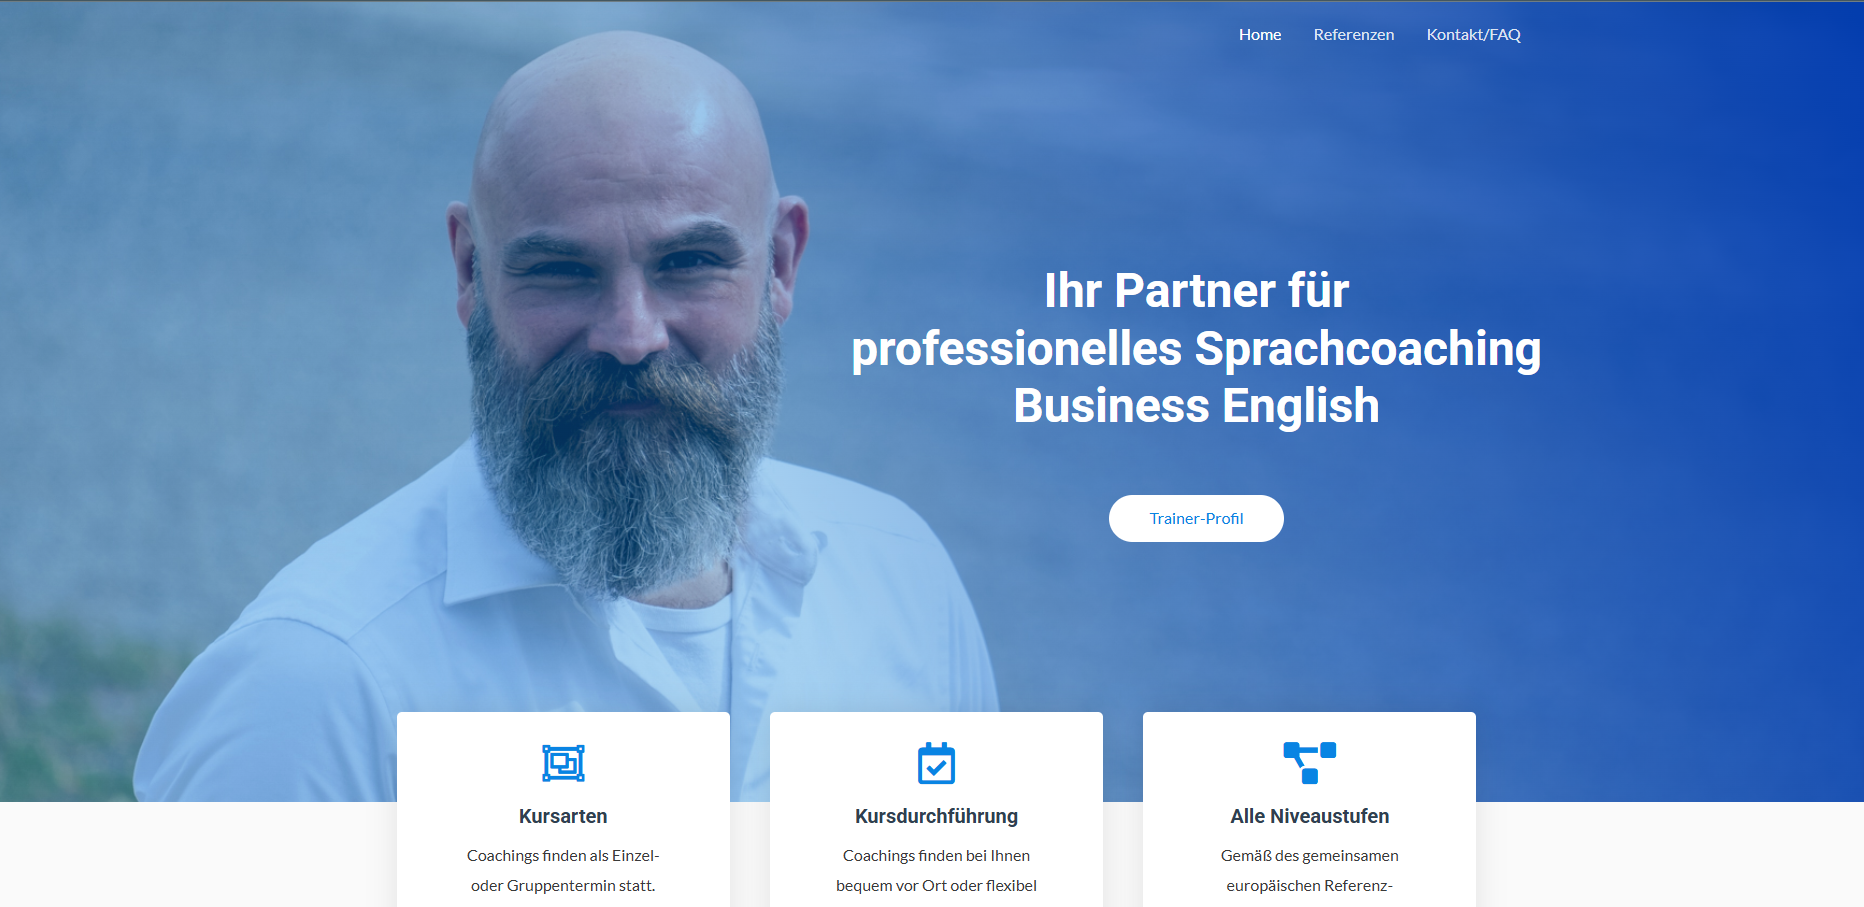 Home Referenzen Kontakt/FAQ
Ihr Partner für
professionelles Sprachcoaching
Business English
Trainer-Profil
Kursarten
Coachings finden als Einzel-
oder Gruppentermin statt.
Kursdurchführung
Coachings finden bei Ihnen
bequem vor Ort oder flexibel
Alle Niveaustufen
Gemäß des gemeinsamen
europäischen Referenz-